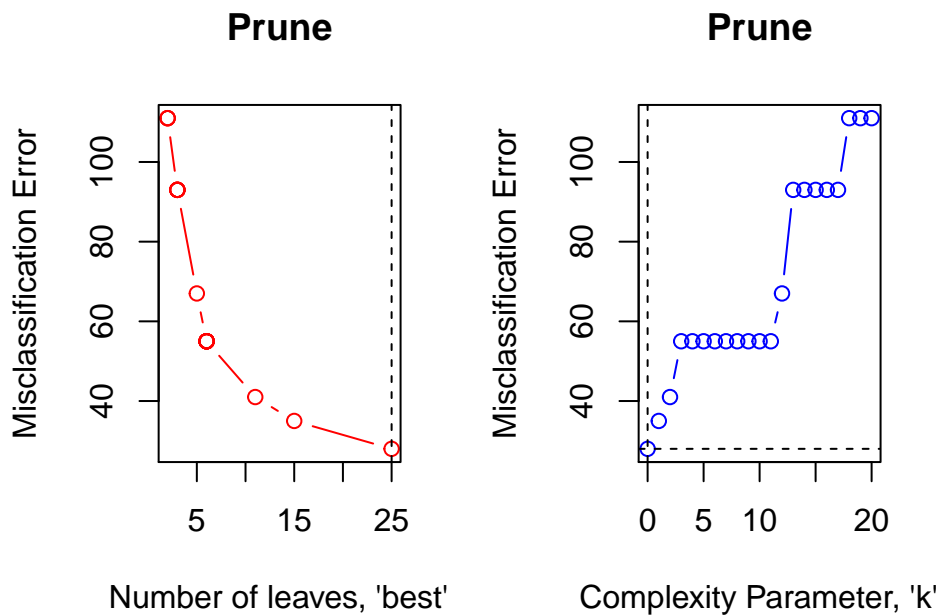 Prune
Misclassification Error
100
80
60
40
5
15
25
Number of leaves, 'best'
Prune
Misclassification Error
100
80
60
40
0
5
10
20
Complexity Parameter, 'k'